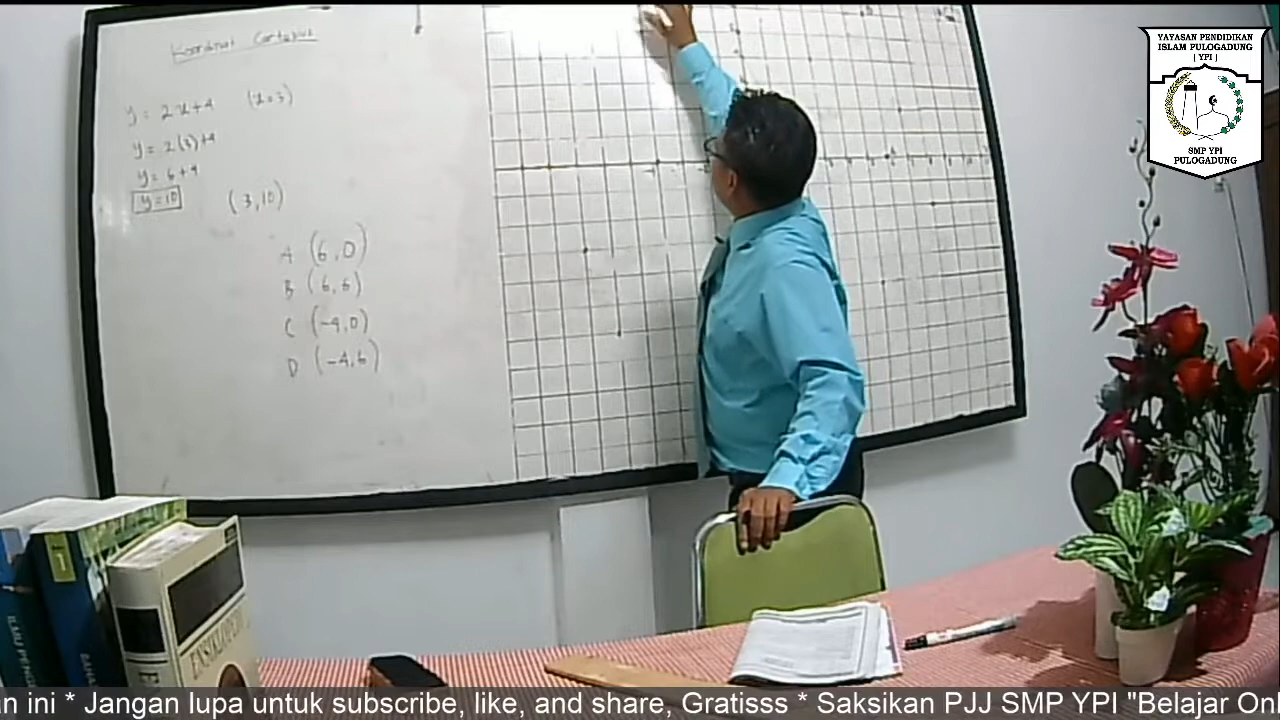 Koordinat Cartesius
y = 2x+4 (x=3)
y = 2(3)+4
y = 6+4
y = 10 (3,10)
A (6,0)
B (6,6)
C (-4,0)
D (-4,6)
YAYASAN PENDIDIKAN
ISLAM PULOGADUNG
( YPI )
SMP YPI
PULOGADUNG
an ini * Jangan lupa untuk subscribe, like, and share, Gratisss * Saksikan PJJ SMP YPI "Belajar On